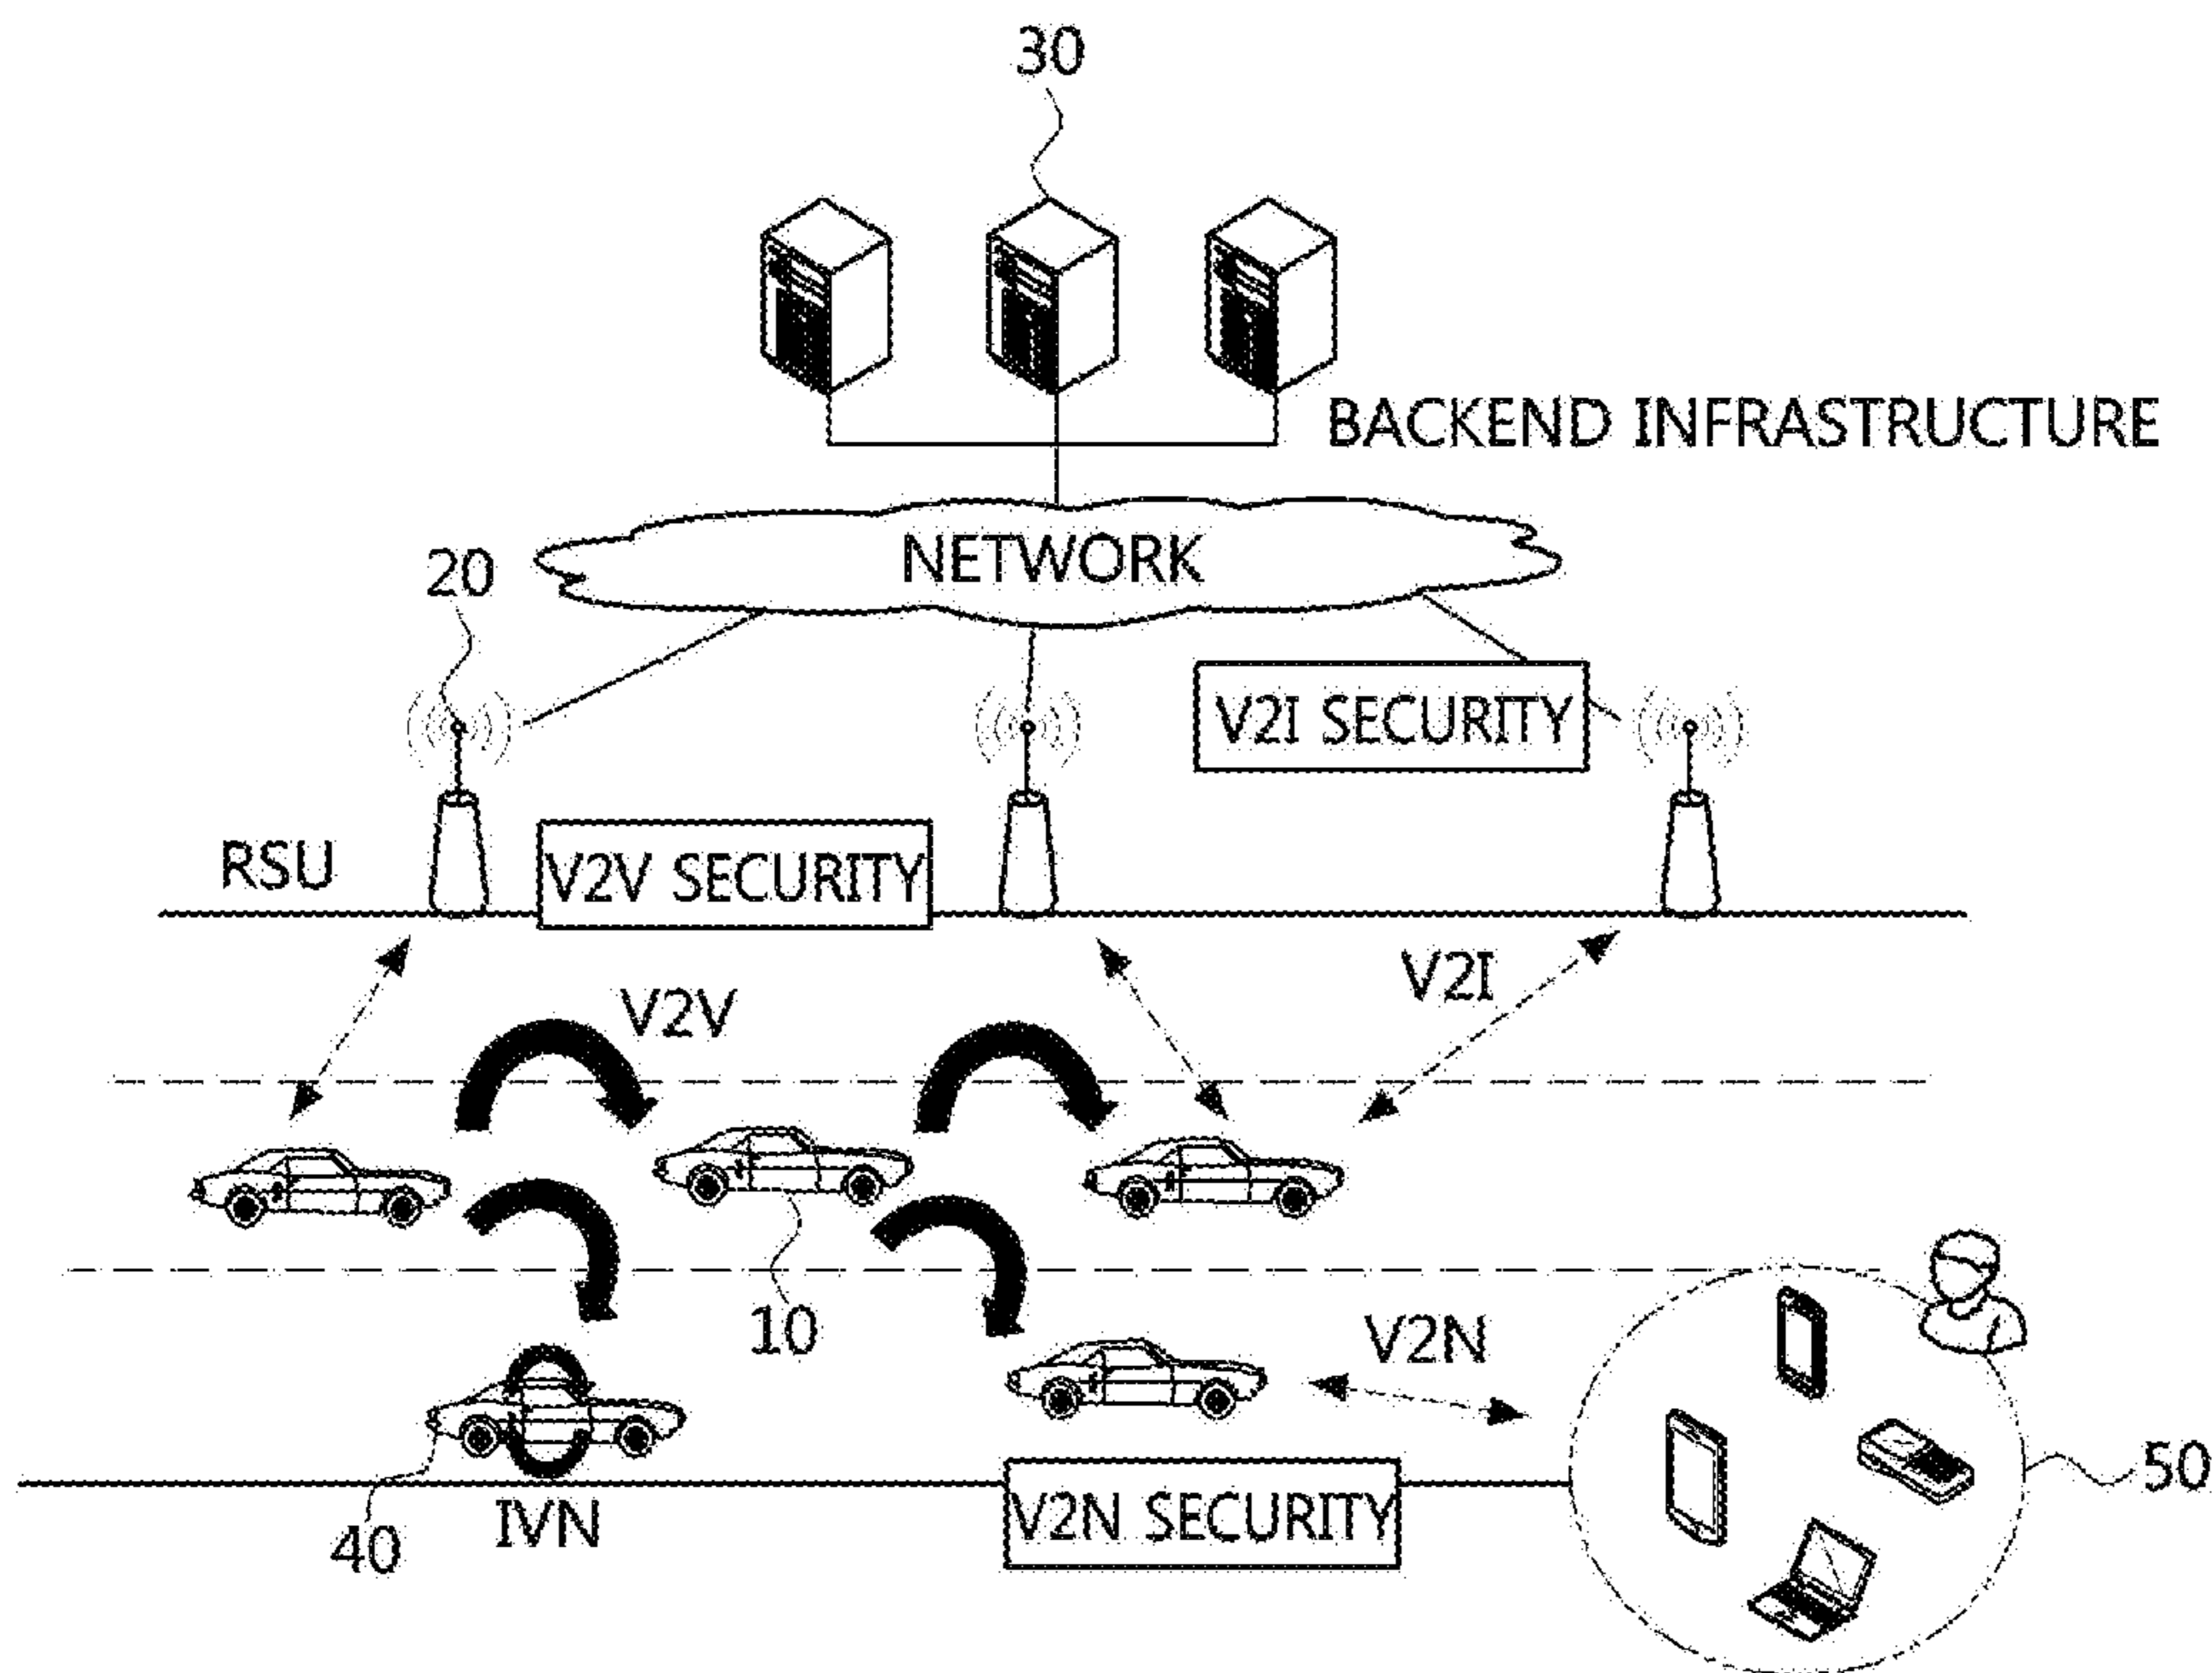 30
BACKEND INFRASTRUCTURE
NETWORK
20
V2I SECURITY
RSU
V2V SECURITY
V2I
V2V
10
V2N
50
40
IVN
V2N SECURITY